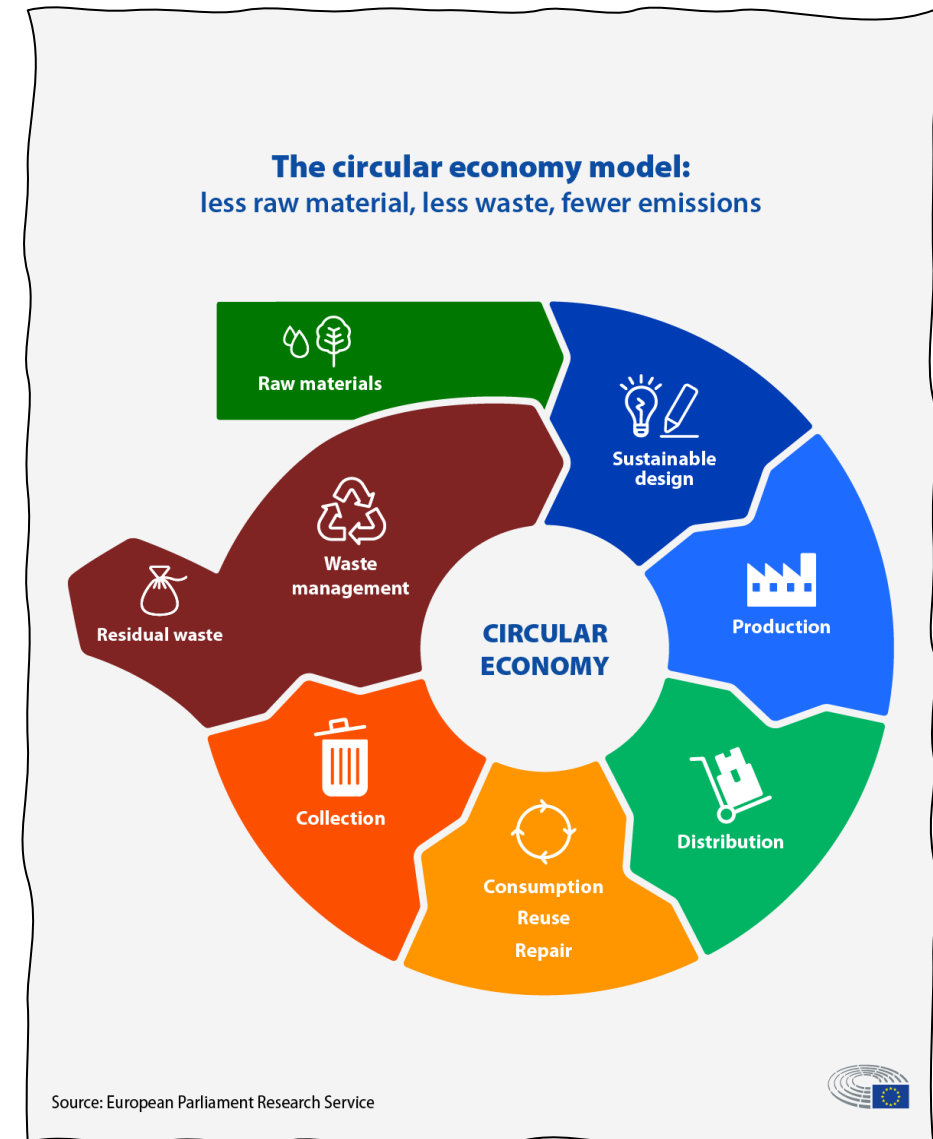 The circular economy model:
less raw material, less waste, fewer emissions
Raw materials
Sustainable
design
Production
Distribution
Consumption
Reuse
Repair
Collection
Waste
management
Residual waste
CIRCULAR
ECONOMY
Source: European Parliament Research Service